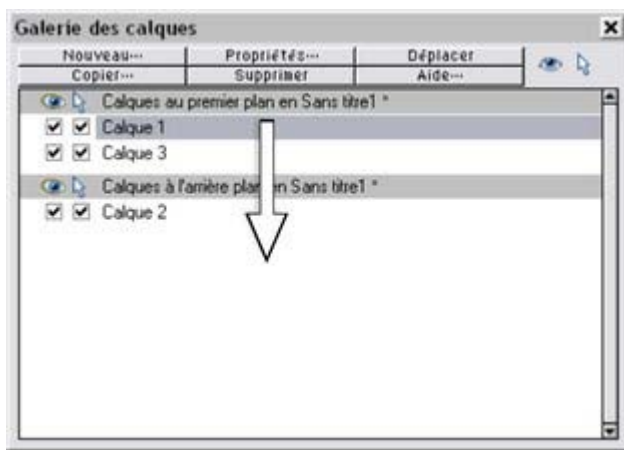 Galerie des calques
Nouveau··· Propriétés··· Déplacer
Copier··· Supprimer Aide···
Calques au premier plan en Sans titre1 *
Calque 1
Calque 3
Calques à l'arrière plan en Sans titre1 *
Calque 2